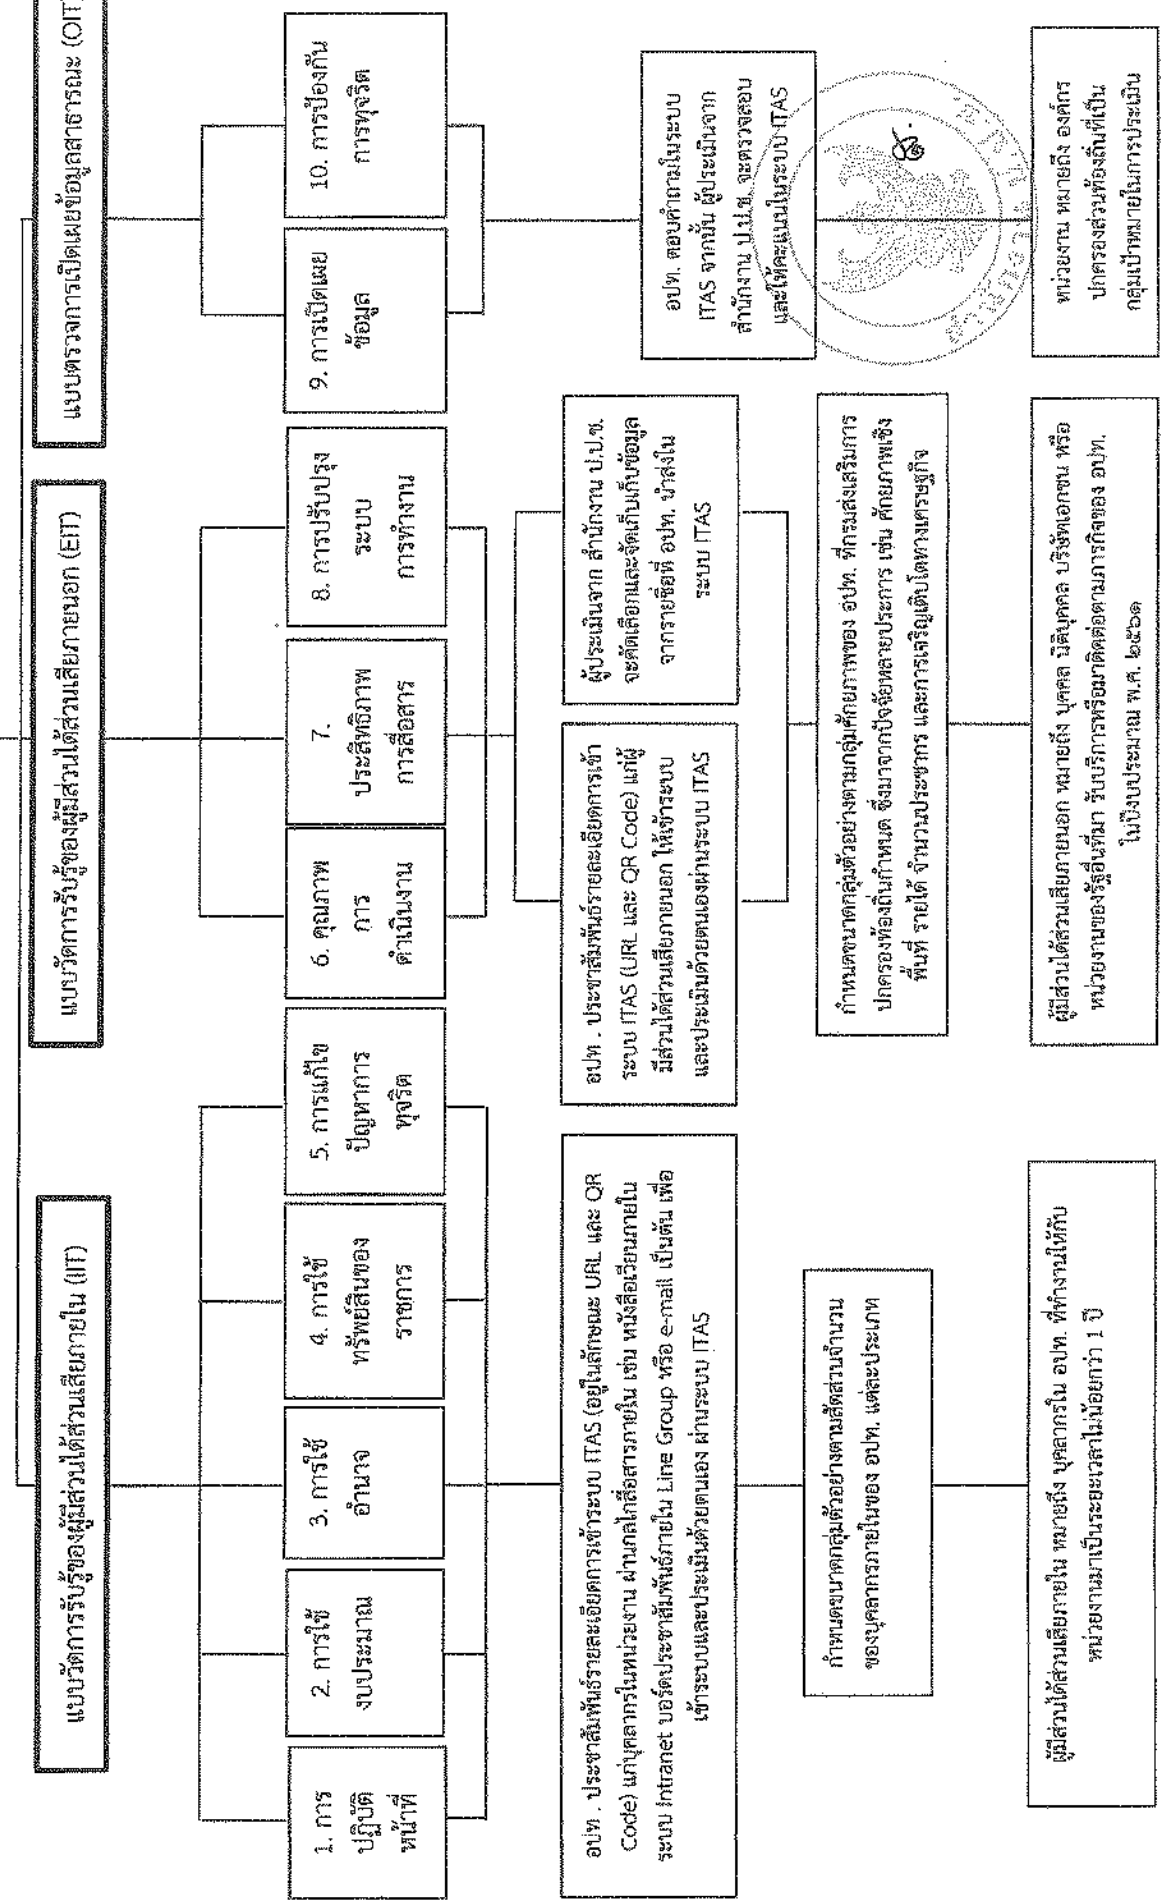 แบบวัดการรับรู้ของผู้มีส่วนได้ส่วนเสียภายใน (IIT)
แบบวัดการรับรู้ของผู้มีส่วนได้ส่วนเสียภายนอก (EIT)
แบบตรวจการเปิดเผยข้อมูลสาธารณะ (OIT)
1. การ
ปฏิบัติ
หน้าที่
2. การใช้
งบประมาณ
3. การใช้
อำนาจ
4. การใช้
ทรัพย์สินของ
ราชการ
5. การแก้ไข
ปัญหาการ
ทุจริต
6. คุณภาพ
การ
ดำเนินงาน
7.
ประสิทธิภาพ
การสื่อสาร
8. การปรับปรุง
ระบบ
การทำงาน
9. การเปิดเผย
ข้อมูล
10. การป้องกัน
การทุจริต
อปท. ประชาสัมพันธ์รายละเอียดการเข้าระบบ ITAS (อยู่ในลักษณะ URL และ QR
Code) แก่บุคลากรในหน่วยงาน ผ่านกลไกสื่อสารภายใน เช่น หนังสือเวียนภายใน
ระบบ Intranet บอร์ดประชาสัมพันธ์ภายใน Line Group หรือ e-mail เป็นต้น เพื่อ
เข้าระบบและประเมินด้วยตนเอง ผ่านระบบ ITAS
อปท . ประชาสัมพันธ์รายละเอียดการเข้า
ระบบ ITAS (URL และ QR Code) แก่ผู้
มีส่วนได้ส่วนเสียภายนอก ให้เข้าระบบ
และประเมินด้วยตนเองผ่านระบบ ITAS
ผู้ประเมินจาก สำนักงาน ป.ป.ช.
จะคัดเลือกและจัดเก็บเก็บข้อมูล
จากรายชื่อที่ อปท. นำส่งใน
ระบบ ITAS
อปท. ตอบคำถามในระบบ
ITAS จากนั้น ผู้ประเมินจาก
สำนักงาน ป.ป.ช. จะตรวจสอบ
และให้คะแนนในระบบ ITAS
กำหนดขนาดกลุ่มตัวอย่างตามสัดส่วนจำนวน
ของบุคลากรภายในของ อปท. แต่ละประเภท
กำหนดขนาดกลุ่มตัวอย่างตามกลุ่มศักยภาพของ อปท. ที่กรมส่งเสริมการ
ปกครองท้องถิ่นกำหนด ซึ่งมาจากปัจจัยหลายประการ เช่น ศักยภาพเชิง
พื้นที่ รายได้ จำนวนประชากร และการเจริญเติบโตทางเศรษฐกิจ
ผู้มีส่วนได้ส่วนเสียภายใน หมายถึง บุคลากรใน อปท. ที่ทำงานให้กับ
หน่วยงานมาเป็นระยะเวลาไม่น้อยกว่า 1 ปี
ผู้มีส่วนได้ส่วนเสียภายนอก หมายถึง บุคคล นิติบุคคล บริษัทเอกชน หรือ
หน่วยงานของรัฐอื่นที่มา รับบริการหรือมาติดต่อตามภารกิจของ อปท.
ในปีงบประมาณ พ.ศ. ๒๕๖๑
หน่วยงาน หมายถึง องค์กร
ปกครองส่วนท้องถิ่นที่เป็น
กลุ่มเป้าหมายในการประเมิน